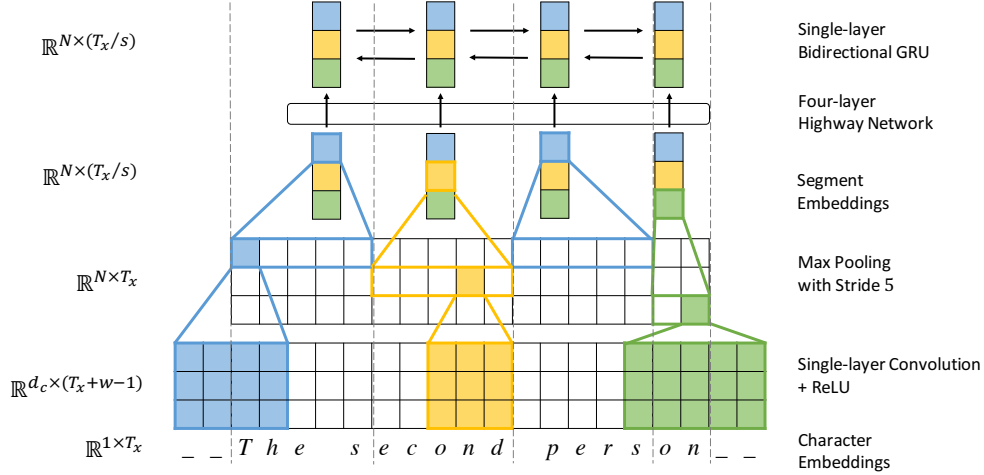 ℝ^{N×(T_x/s)}
Single-layer
Bidirectional GRU
Four-layer
Highway Network
ℝ^{N×(T_x/s)}
Segment
Embeddings
ℝ^{N×T_x}
Max Pooling
with Stride 5
ℝ^{d_c×(T_x+w−1)}
Single-layer Convolution
+ ReLU
ℝ^{1×T_x}
_ _ T h e s e c o n d p e r s o n _ _
Character
Embeddings